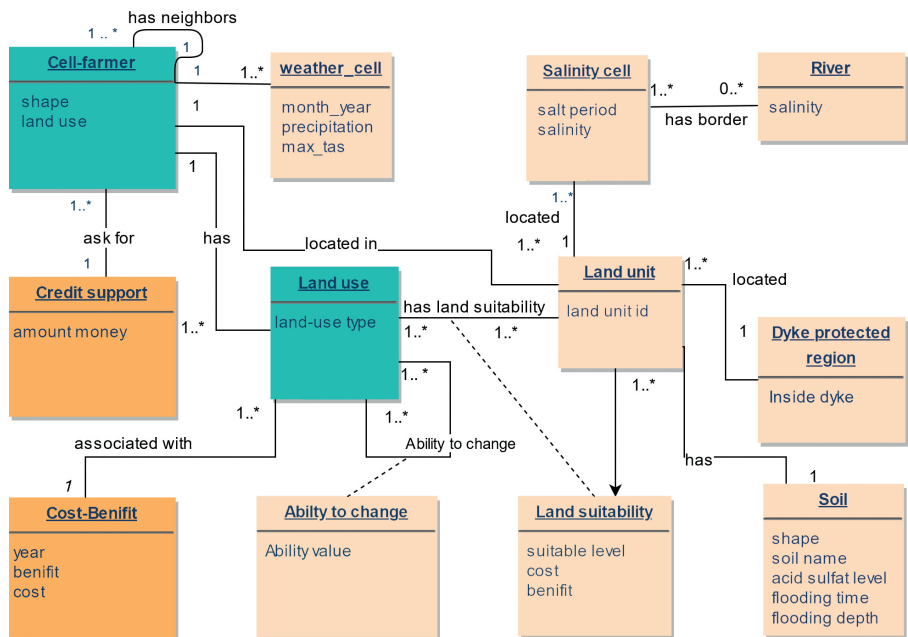 has neighbors
1 .. *
1
Cell-farmer
shape
land use
1
1..*
1
1
weather_cell
month_year
precipitation
max_tas
Salinity cell
salt period
salinity
1..*
0..*
has border
River
salinity
1..*
ask for
1
has
1..*
located in
1..*
located
1..*
1
Credit support
amount money
Land use
land-use type
has land suitability
1..*
1..*
Land unit
land unit id
1..*
located
1
Dyke protected
region
Inside dyke
1.. *
1..*
Ability to change
1..*
associated with
1
1..*
has
1
Cost-Benifit
year
benifit
cost
Abilty to change
Ability value
Land suitability
suitable level
cost
benifit
Soil
shape
soil name
acid sulfat level
flooding time
flooding depth